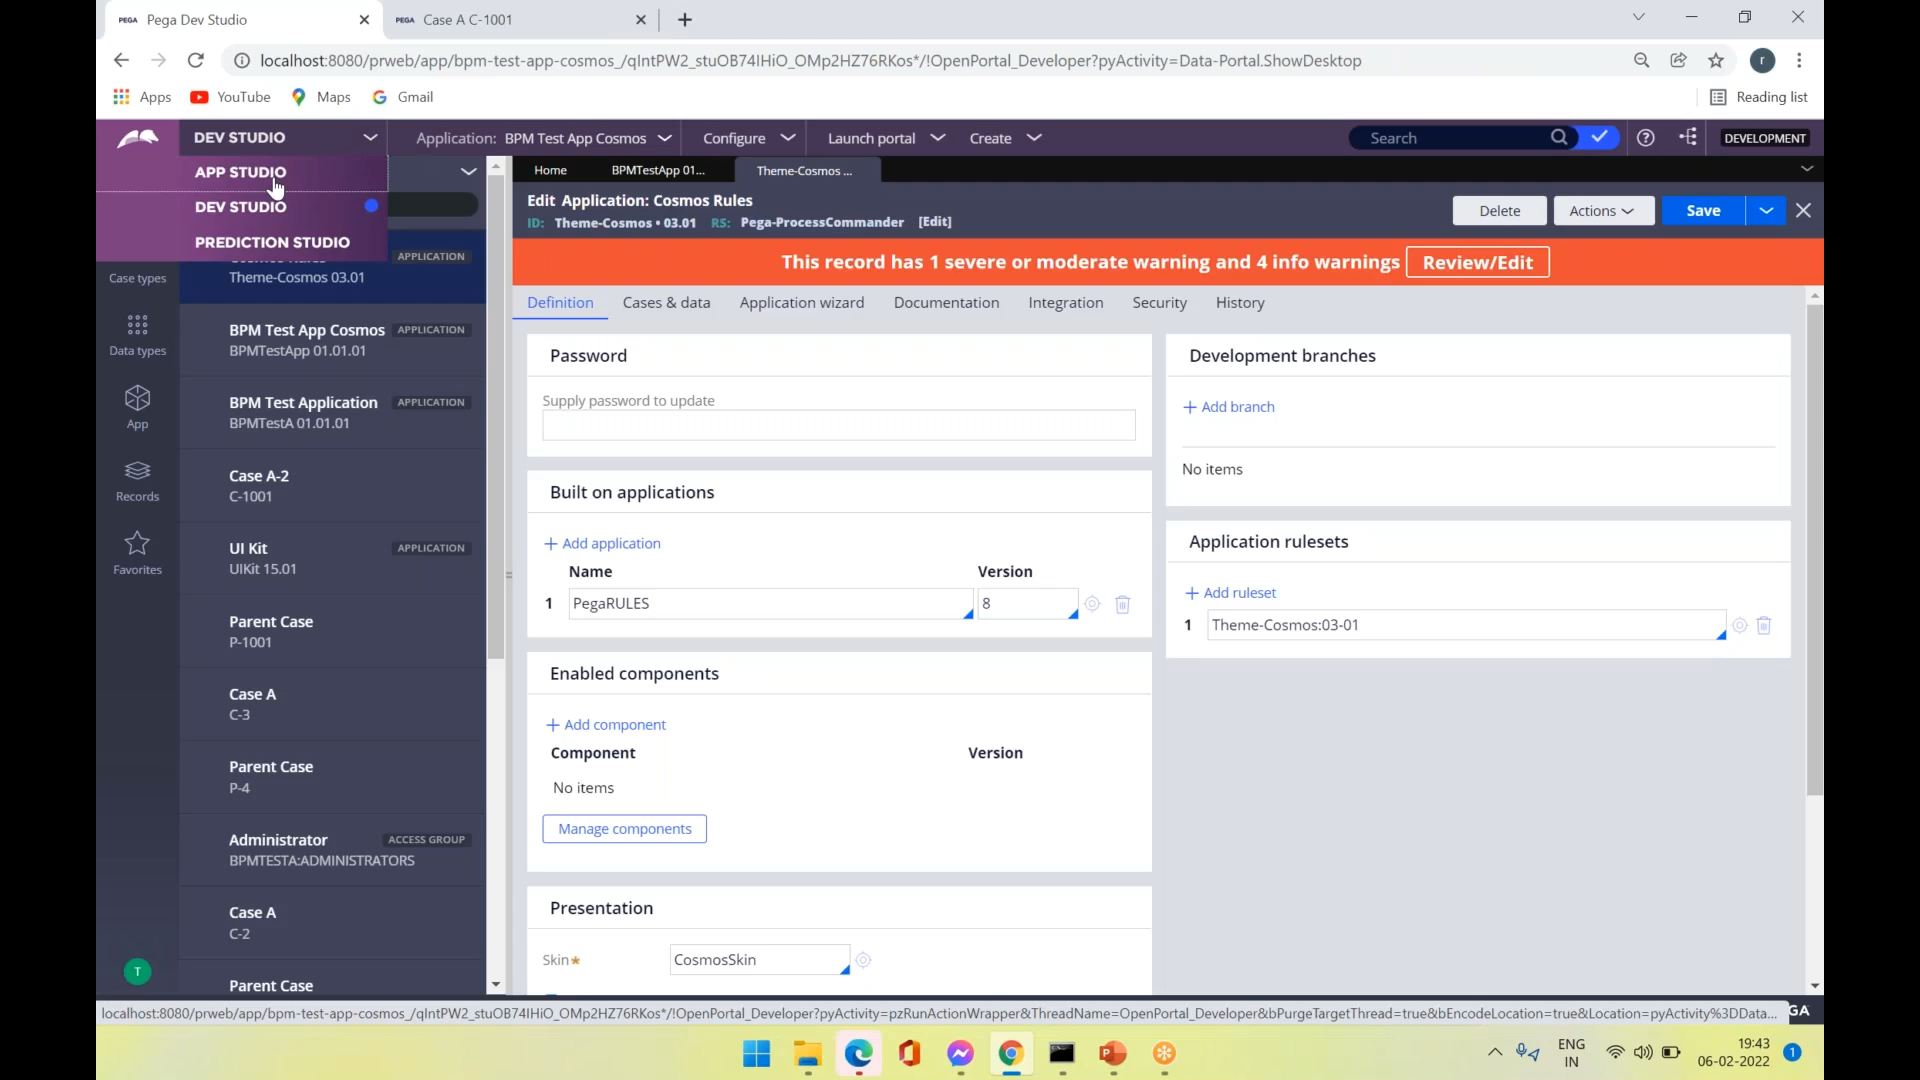 PEGA Pega Dev Studio
PEGA Case A C-1001
localhost:8080/prweb/app/bpm-test-app-cosmos_/qIntPW2_stuOB74IHiO_OMp2HZ76RKos*/!OpenPortal_Developer?pyActivity=Data-Portal.ShowDesktop
r
Apps YouTube Maps Gmail Reading list
DEV STUDIO
Application: BPM Test App Cosmos Configure Launch portal Create Search DEVELOPMENT
APP STUDIO
DEV STUDIO
PREDICTION STUDIO
Case types
Data types
App
Records
Favorites
T
APPLICATION
Theme-Cosmos 03.01
BPM Test App Cosmos APPLICATION
BPMTestApp 01.01.01
BPM Test Application APPLICATION
BPMTestA 01.01.01
Case A-2
C-1001
UI Kit APPLICATION
UIKit 15.01
Parent Case
P-1001
Case A
C-3
Parent Case
P-4
Administrator ACCESS GROUP
BPMTESTA:ADMINISTRATORS
Case A
C-2
Parent Case
Home BPMTestApp 01... Theme-Cosmos ...
Edit Application: Cosmos Rules
ID: Theme-Cosmos • 03.01 RS: Pega-ProcessCommander [Edit]
Delete Actions Save
This record has 1 severe or moderate warning and 4 info warnings Review/Edit
Definition Cases & data Application wizard Documentation Integration Security History
Password
Supply password to update
Built on applications
+ Add application
Name Version
1 PegaRULES 8
Enabled components
+ Add component
Component Version
No items
Manage components
Presentation
Skin* CosmosSkin
Development branches
+ Add branch
No items
Application rulesets
+ Add ruleset
1 Theme-Cosmos:03-01
localhost:8080/prweb/app/bpm-test-app-cosmos_/qIntPW2_stuOB74IHiO_OMp2HZ76RKos*/!OpenPortal_Developer?pyActivity=pzRunActionWrapper&ThreadName=OpenPortal_Developer&bPurgeTargetThread=true&bEncodeLocation=true&Location=pyActivity%3DData...
GA
ENG
IN
19:43
06-02-2022
1